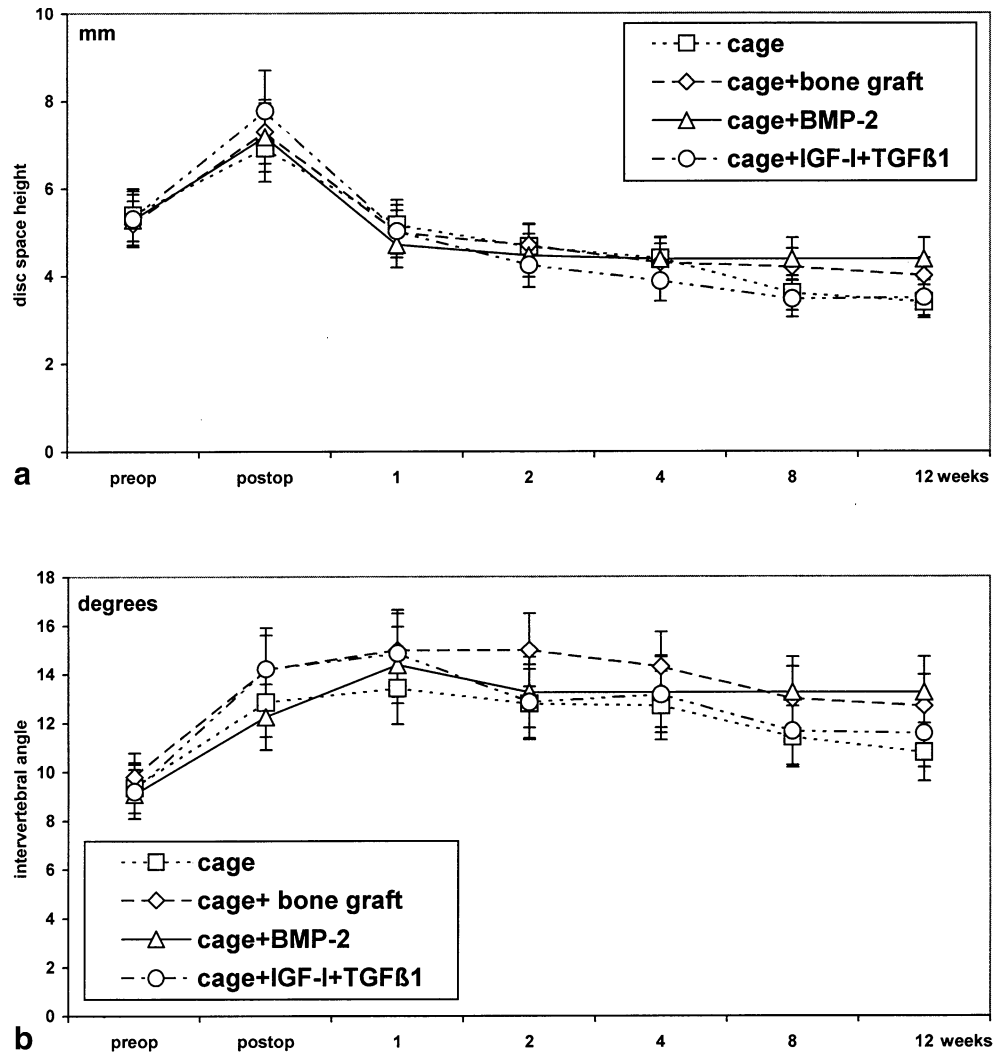 10
mm
8
6
4
2
0
disc space height
cage
cage+bone graft
cage+BMP-2
cage+IGF-I+TGFß1
preop postop 1 2 4 8 12 weeks
a
18
degrees
16
14
12
10
8
6
4
2
0
intervertebral angle
cage
cage+ bone graft
cage+BMP-2
cage+IGF-I+TGFß1
preop postop 1 2 4 8 12 weeks
b